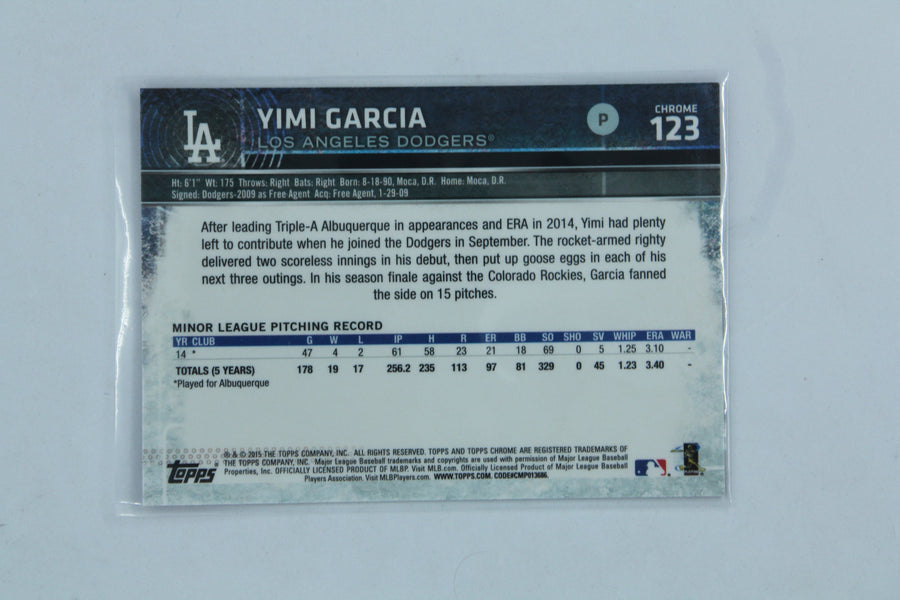 LA
YIMI GARCIA
LOS ANGELES DODGERS®
P
CHROME
123
Ht: 6'1" Wt: 175 Throws: Right Bats: Right Born: 8-18-90, Moca, D.R. Home: Moca, D.R.
Signed: Dodgers-2009 as Free Agent Acq: Free Agent, 1-29-09
After leading Triple-A Albuquerque in appearances and ERA in 2014, Yimi had plenty
left to contribute when he joined the Dodgers in September. The rocket-armed righty
delivered two scoreless innings in his debut, then put up goose eggs in each of his
next three outings. In his season finale against the Colorado Rockies, Garcia fanned
the side on 15 pitches.
MINOR LEAGUE PITCHING RECORD
YR CLUB G W L IP H R ER BB SO SHO SV WHIP ERA WAR
14 * 47 4 2 61 58 23 21 18 69 0 5 1.25 3.10 -
TOTALS (5 YEARS) 178 19 17 256.2 235 113 97 81 329 0 45 1.23 3.40 -
*Played for Albuquerque
Topps
® & © 2015 THE TOPPS COMPANY, INC. ALL RIGHTS RESERVED. TOPPS AND TOPPS CHROME ARE REGISTERED TRADEMARKS OF
THE TOPPS COMPANY, INC. Major League Baseball trademarks and copyrights are used with permission of Major League Baseball
Properties, Inc. OFFICIALLY LICENSED PRODUCT OF MLBP. Visit MLB.com. Officially Licensed Product of Major League Baseball
Players Association. Visit MLBPlayers.com. WWW.TOPPS.COM. CODE#CMP013686.